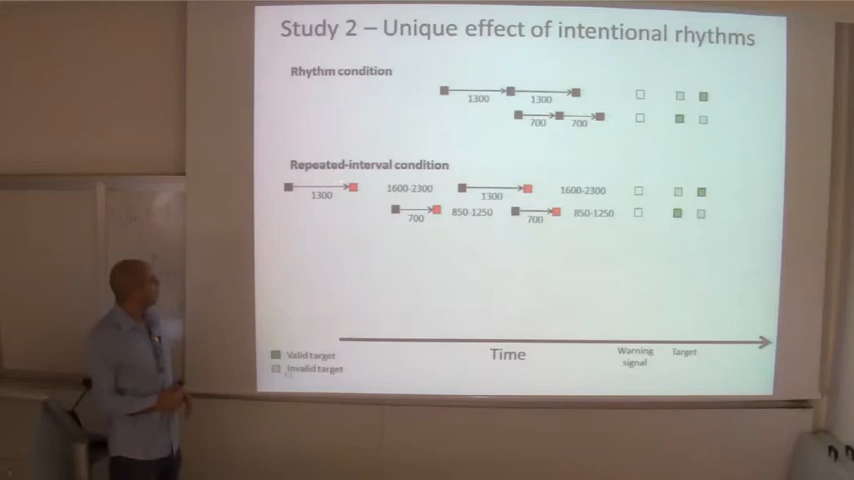 Study 2 – Unique effect of intentional rhythms
Rhythm condition
1300 1300
700 700
Repeated-interval condition
1300 1600-2300 1300 1600-2300
700 850-1250 700 850-1250
Time
Warning signal
Target
Valid target
Invalid target